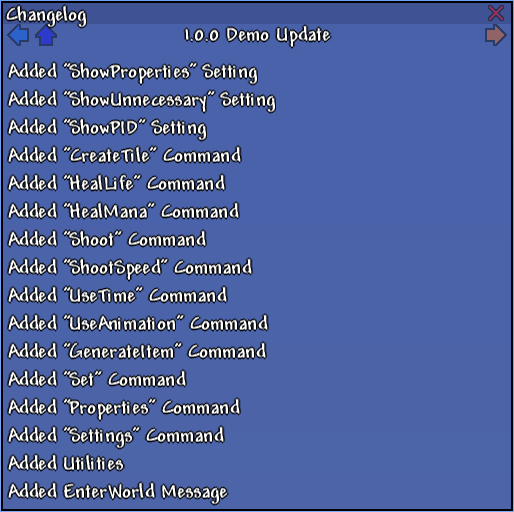 Changelog
1.0.0 Demo Update
Added "ShowProperties" Setting
Added "ShowUnnecessary" Setting
Added "ShowPID" Setting
Added "CreateTile" Command
Added "HealLife" Command
Added "HealMana" Command
Added "Shoot" Command
Added "ShootSpeed" Command
Added "UseTime" Command
Added "UseAnimation" Command
Added "GenerateItem" Command
Added "Set" Command
Added "Properties" Command
Added "Settings" Command
Added Utilities
Added EnterWorld Message